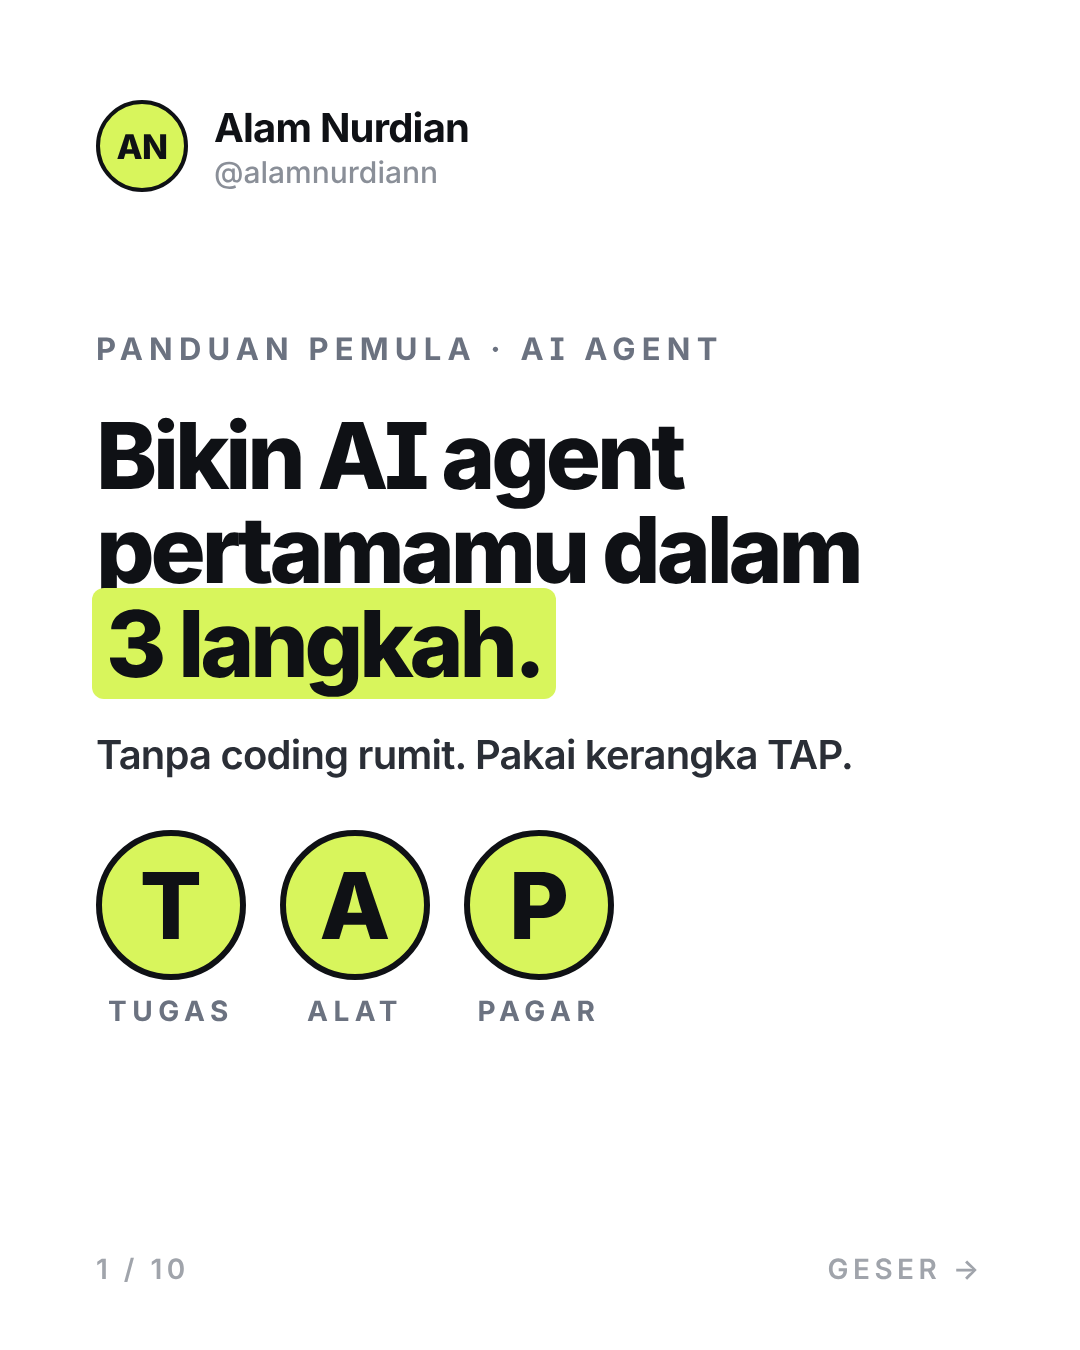 AN
Alam Nurdian
@alamnurdiann
PANDUAN PEMULA · AI AGENT
Bikin AI agent
pertamamu dalam
3 langkah.
Tanpa coding rumit. Pakai kerangka TAP.
T A P
TUGAS ALAT PAGAR
1 / 10
GESER →